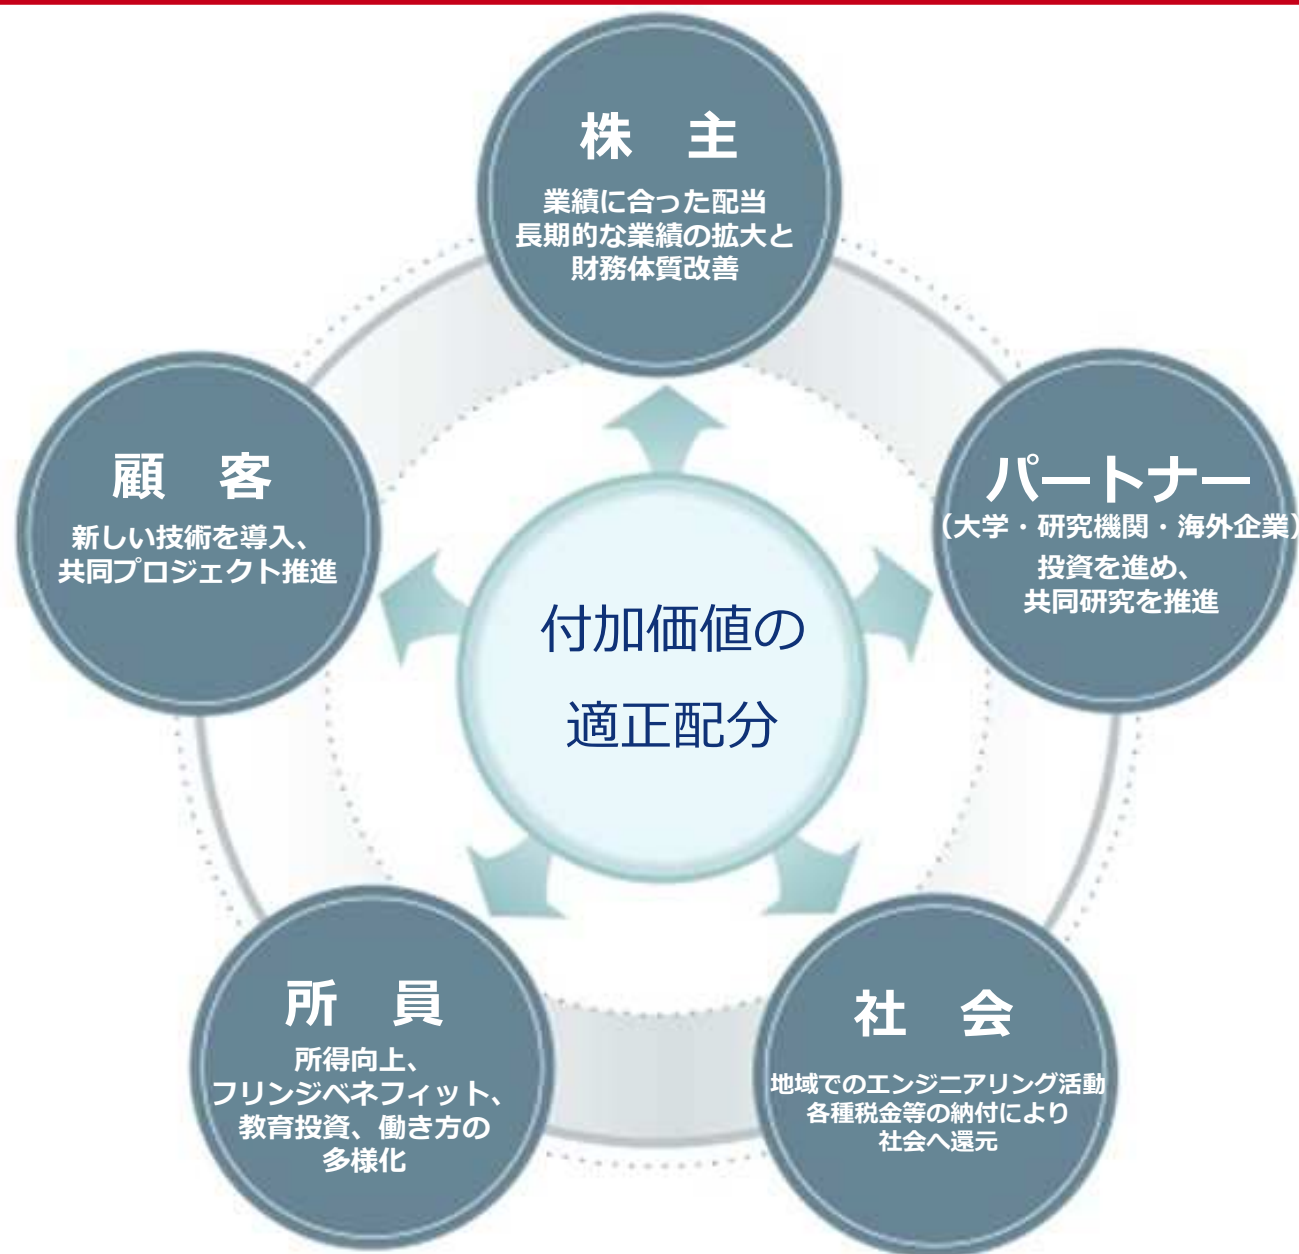 株 主
業績に合った配当
長期的な業績の拡大と
財務体質改善
顧 客
新しい技術を導入、
共同プロジェクト推進
パートナー
（大学・研究機関・海外企業）
投資を進め、
共同研究を推進
付加価値の
適正配分
所 員
所得向上、
フリンジベネフィット、
教育投資、働き方の
多様化
社 会
地域でのエンジニアリング活動
各種税金等の納付により
社会へ還元